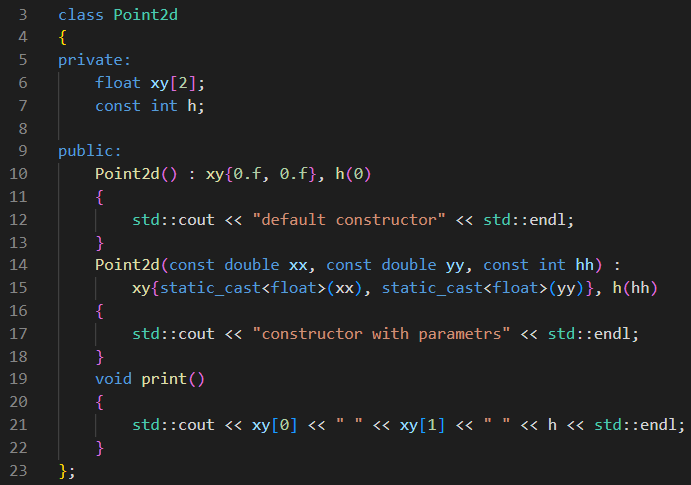 3 class Point2d
4 {
5 private:
6     float xy[2];
7     const int h;
8
9 public:
10     Point2d() : xy{0.f, 0.f}, h(0)
11     {
12         std::cout << "default constructor" << std::endl;
13     }
14     Point2d(const double xx, const double yy, const int hh) :
15         xy{static_cast<float>(xx), static_cast<float>(yy)}, h(hh)
16     {
17         std::cout << "constructor with parametrs" << std::endl;
18     }
19     void print()
20     {
21         std::cout << xy[0] << " " << xy[1] << " " << h << std::endl;
22     }
23 };